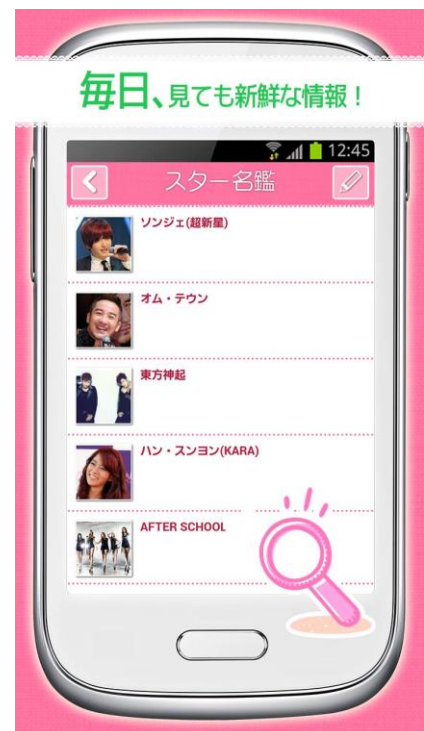 毎日、見ても新鮮な情報！
12:45
スター名鑑
ソンジェ(超新星)
オム・テウン
東方神起
ハン・スンヨン(KARA)
AFTER SCHOOL